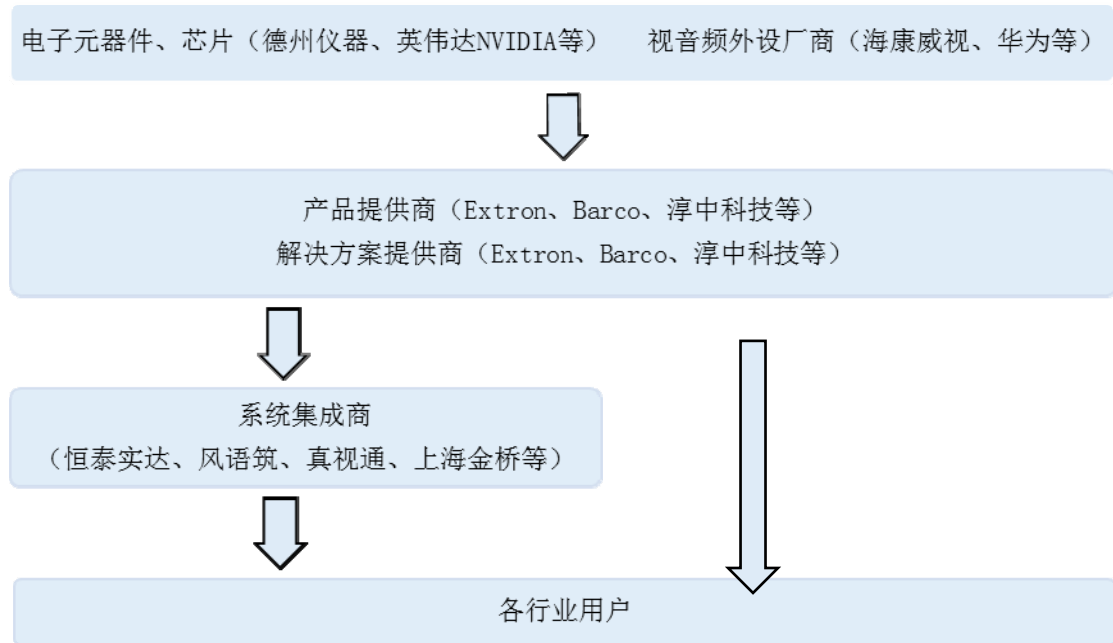 电子元器件、芯片（德州仪器、英伟达NVIDIA等） 视音频外设厂商（海康威视、华为等）
产品提供商（Extron、Barco、淳中科技等）
解决方案提供商（Extron、Barco、淳中科技等）
系统集成商
（恒泰实达、风语筑、真视通、上海金桥等）
各行业用户